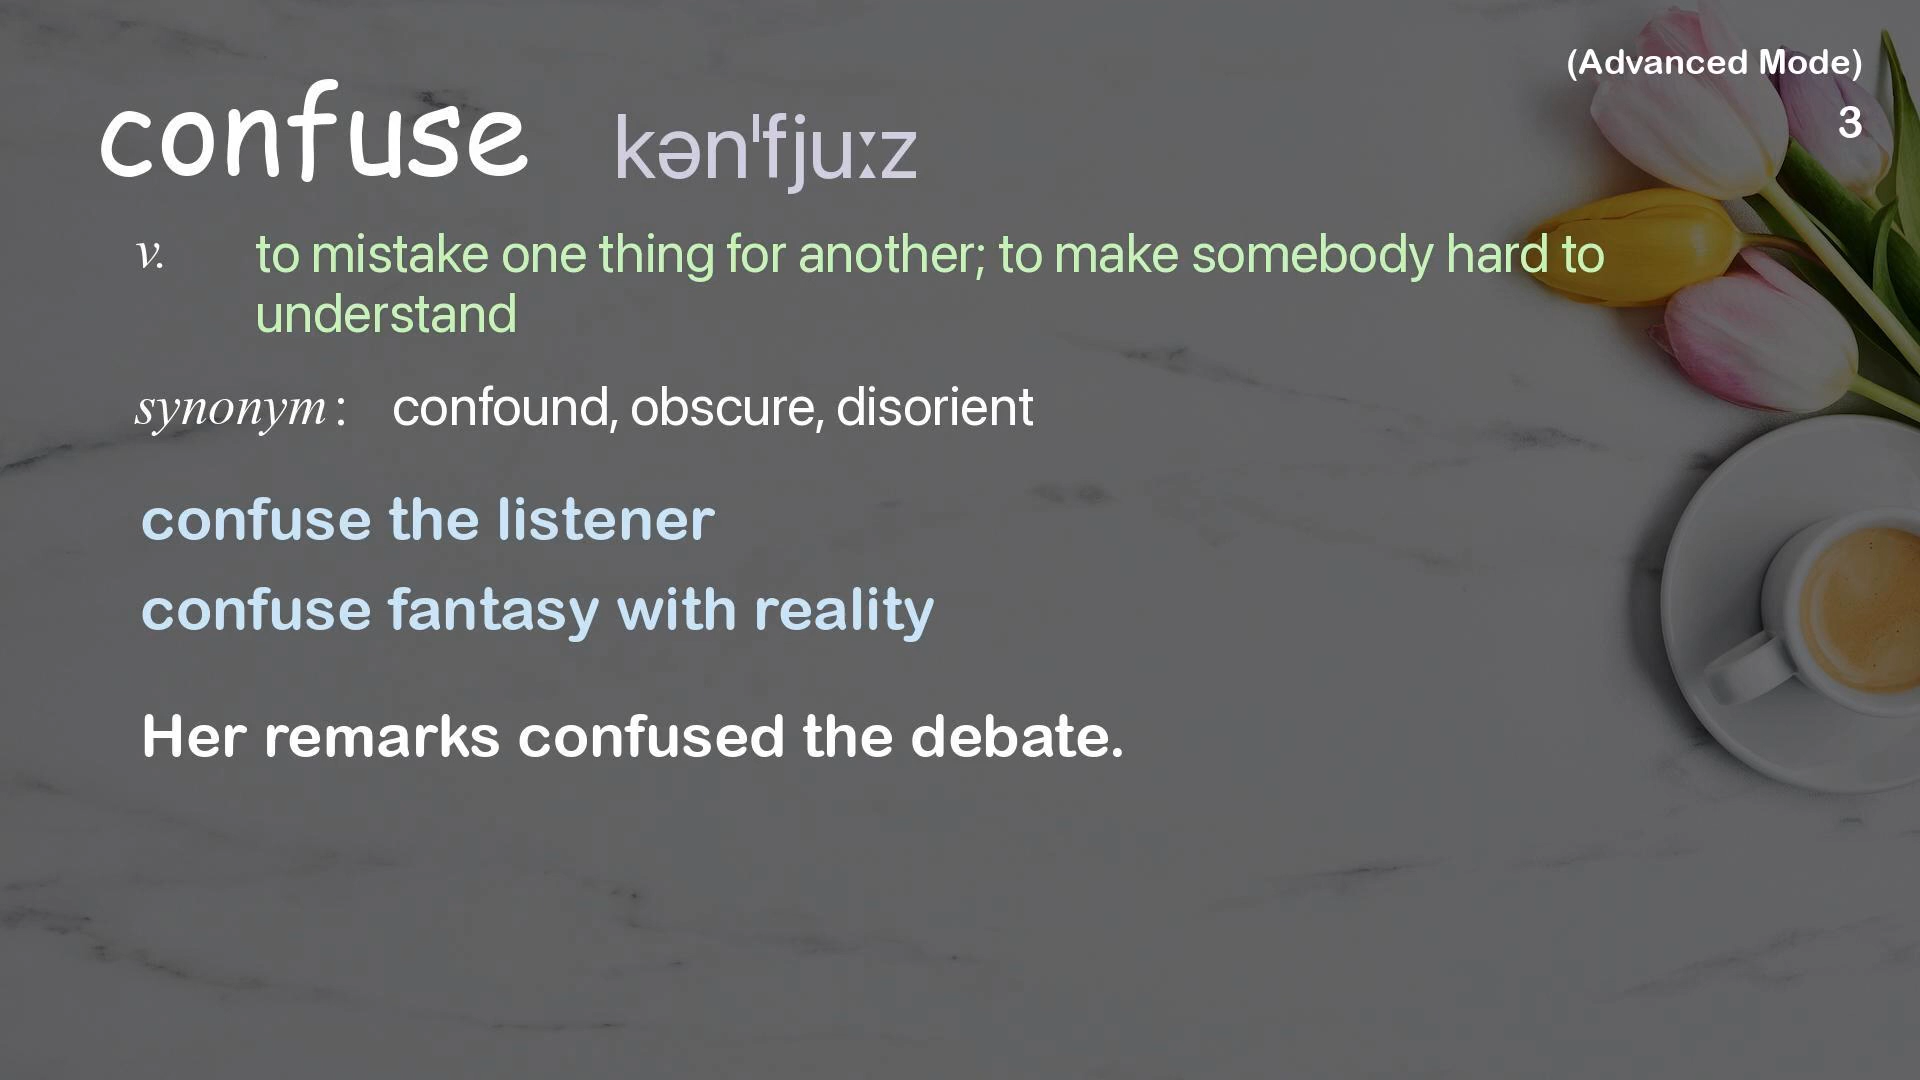 (Advanced Mode)
3
confuse kən'fjuːz
v. to mistake one thing for another; to make somebody hard to
understand
synonym: confound, obscure, disorient
confuse the listener
confuse fantasy with reality
Her remarks confused the debate.